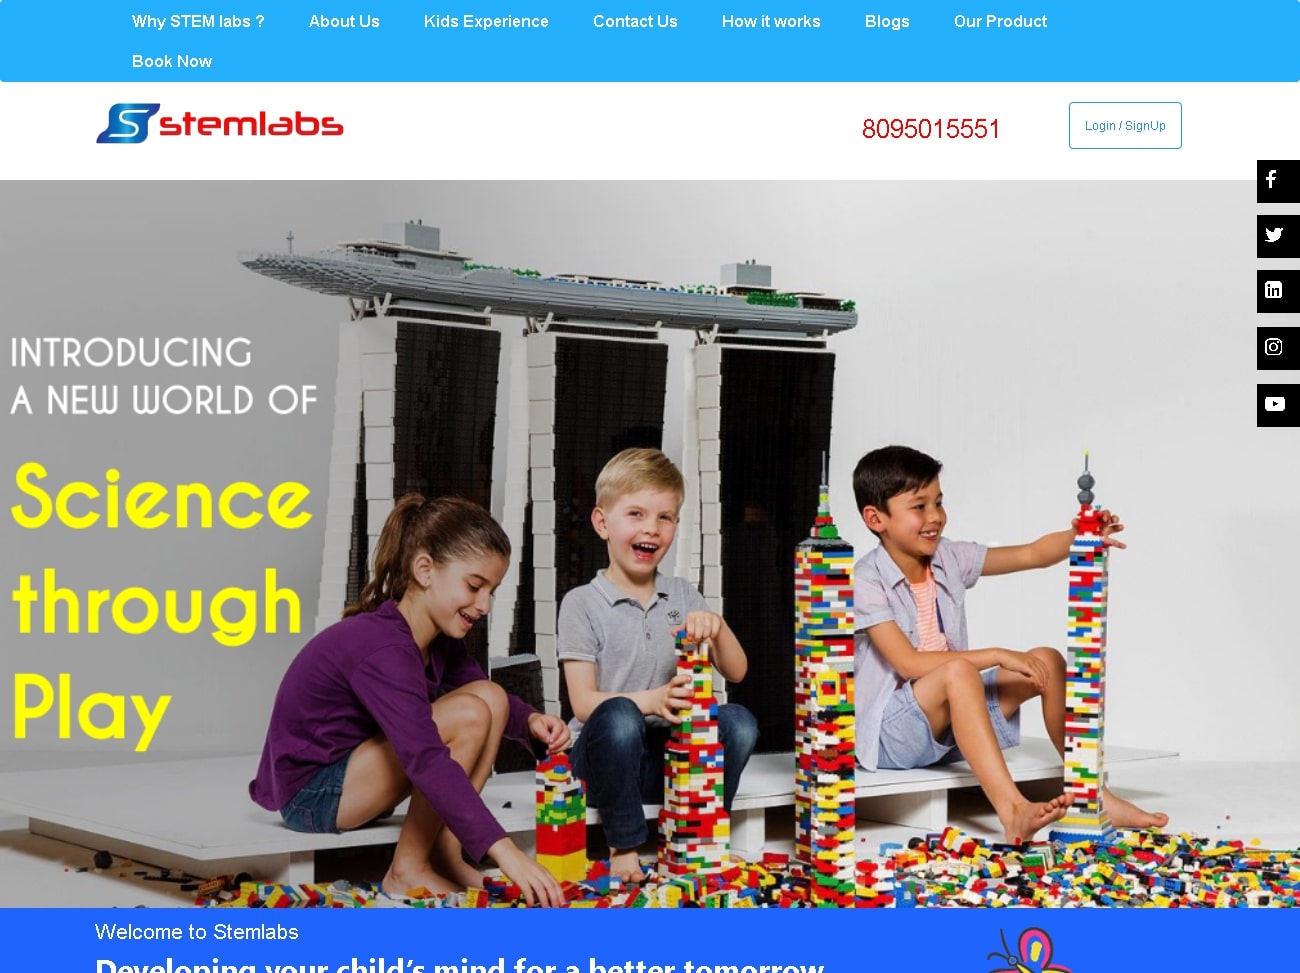 Why STEM labs ? About Us Kids Experience Contact Us How it works Blogs Our Product
Book Now
stemlabs
8095015551
Login / SignUp
INTRODUCING
A NEW WORLD OF
Science
through
Play
Welcome to Stemlabs
Developing your child's mind for a better tomorrow